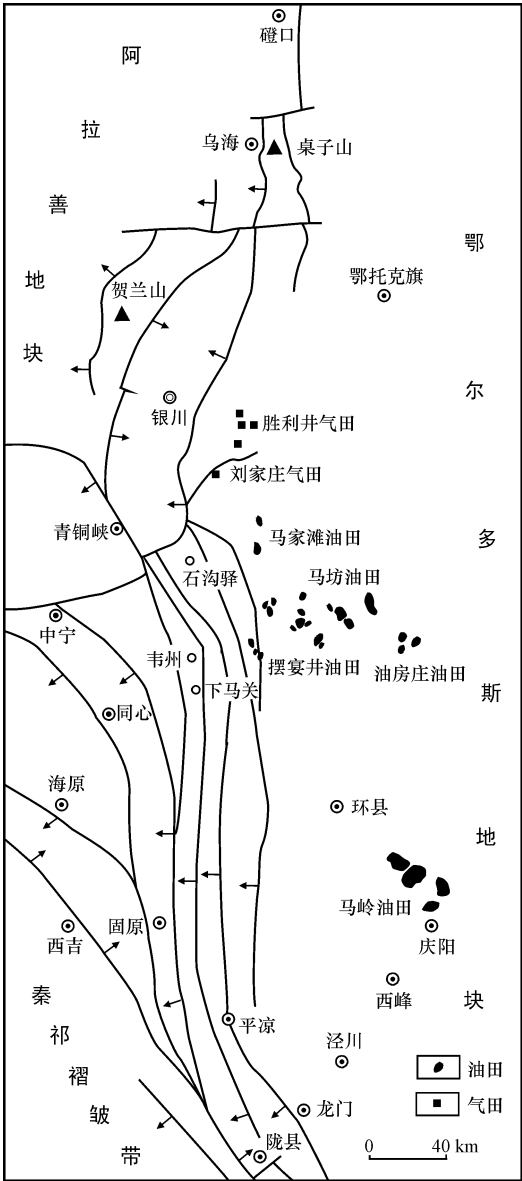 磴口
阿拉善地块
乌海
桌子山
鄂尔多斯地块
鄂托克旗
贺兰山
银川
胜利井气田
刘家庄气田
青铜峡
马家滩油田
石沟驿
马坊油田
中宁
韦州
摆宴井油田
油房庄油田
下马关
同心
海原
环县
马岭油田
固原
西吉
庆阳
西峰
秦祁褶皱带
平凉
泾川
油田
气田
龙门
陇县
0 40 km